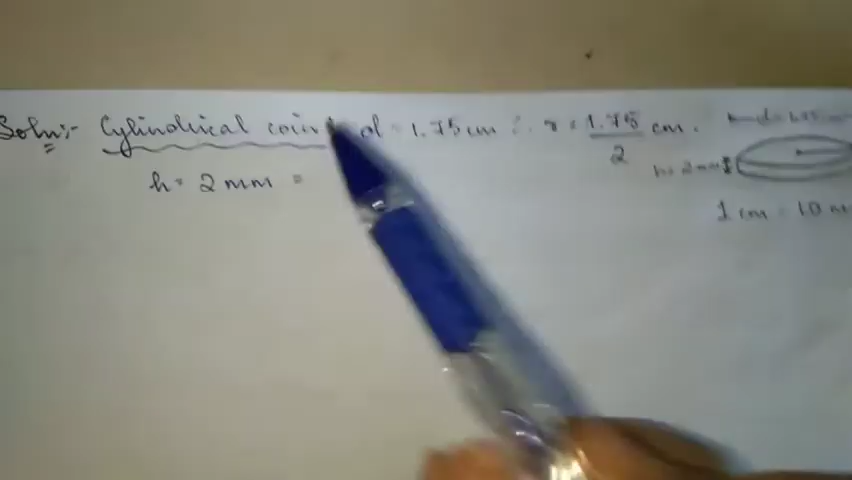 Soln:- Cylindrical coin d = 1.75 cm ∴ r = 1.75/2 cm.
h = 2 mm =
h = 2 mm
1 cm = 10